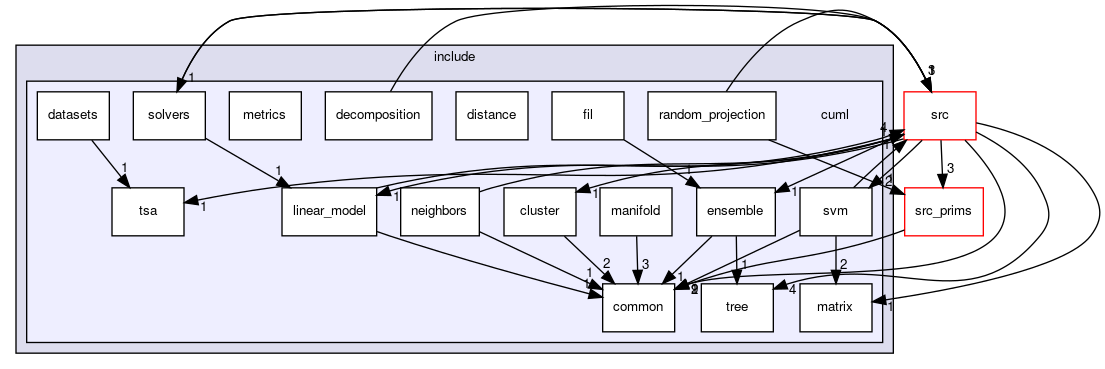 include
cuml
datasets
solvers
metrics
decomposition
distance
fil
random_projection
src
tsa
linear_model
neighbors
cluster
manifold
ensemble
svm
src_prims
common
tree
matrix
1
3
4
1
1
1
1
1
1
1
1
2
3
1
2
3
1
1
1
2
4
1